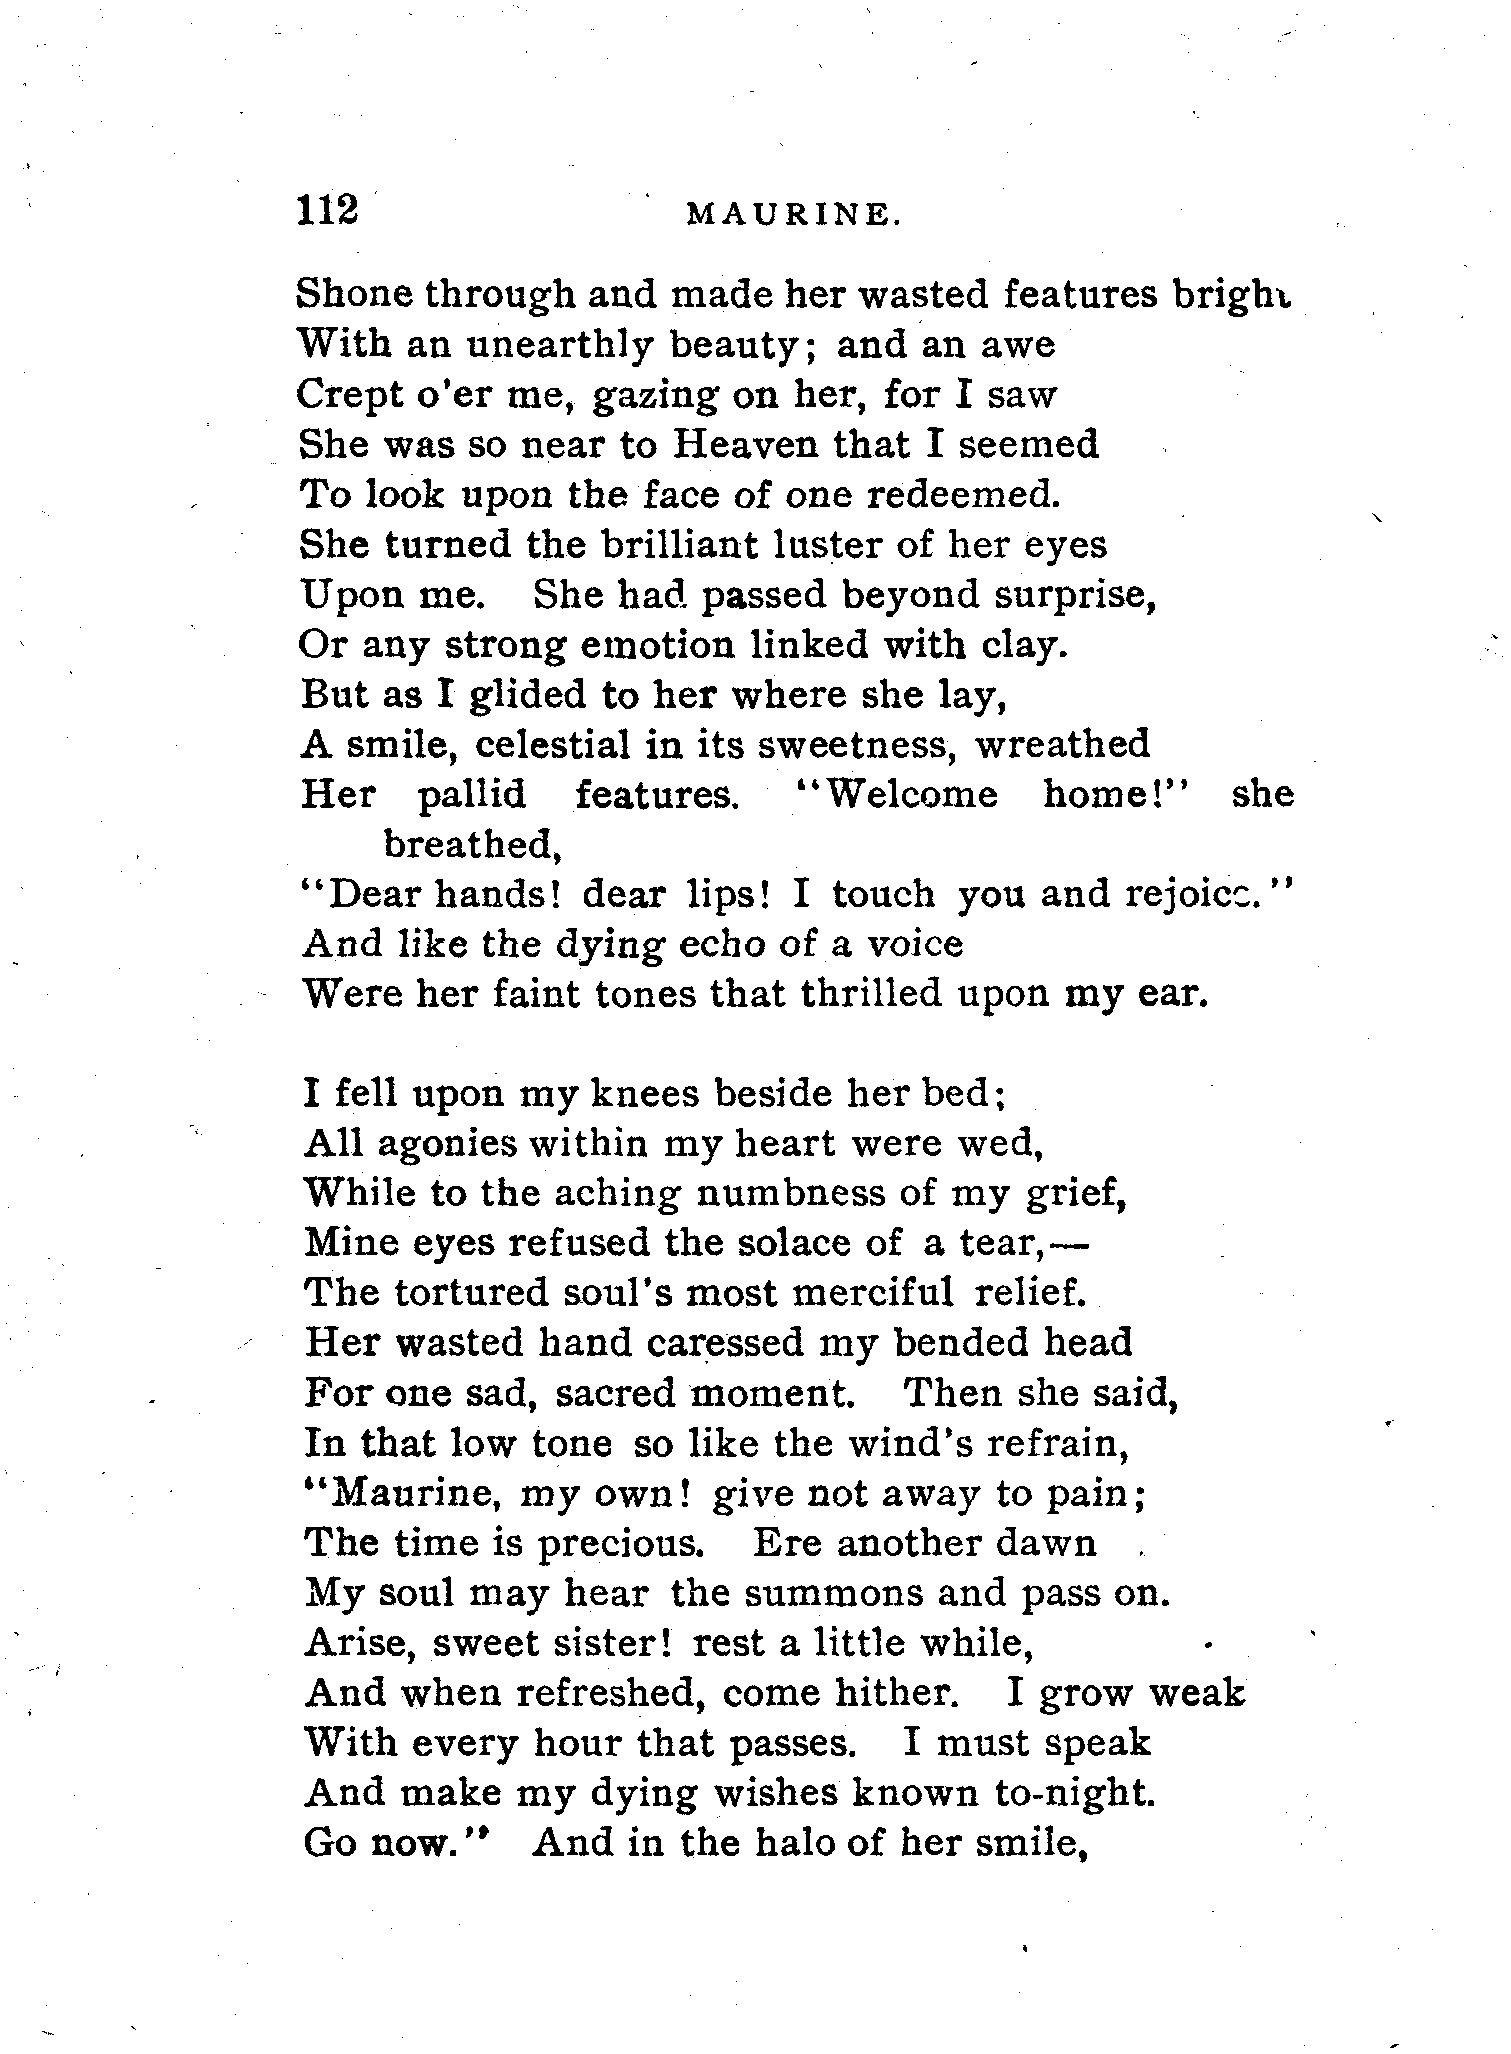 112 MAURINE.
Shone through and made her wasted features bright
With an unearthly beauty; and an awe
Crept o'er me, gazing on her, for I saw
She was so near to Heaven that I seemed
To look upon the face of one redeemed.
She turned the brilliant luster of her eyes
Upon me. She had passed beyond surprise,
Or any strong emotion linked with clay.
But as I glided to her where she lay,
A smile, celestial in its sweetness, wreathed
Her pallid features. "Welcome home!" she
breathed,
"Dear hands! dear lips! I touch you and rejoice."
And like the dying echo of a voice
Were her faint tones that thrilled upon my ear.
I fell upon my knees beside her bed;
All agonies within my heart were wed,
While to the aching numbness of my grief,
Mine eyes refused the solace of a tear,—
The tortured soul's most merciful relief.
Her wasted hand caressed my bended head
For one sad, sacred moment. Then she said,
In that low tone so like the wind's refrain,
"Maurine, my own! give not away to pain;
The time is precious. Ere another dawn
My soul may hear the summons and pass on.
Arise, sweet sister! rest a little while,
And when refreshed, come hither. I grow weak
With every hour that passes. I must speak
And make my dying wishes known to-night.
Go now." And in the halo of her smile,